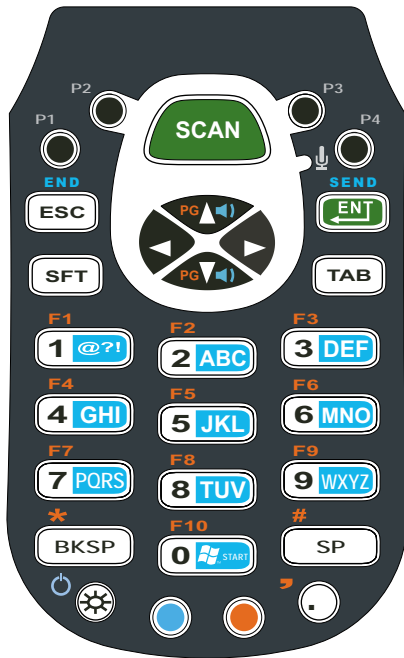 P2 P3
SCAN
P1 P4
END SEND
ESC PG ENT
SFT PG TAB
F1 F2 F3
1 @?! 2 ABC 3 DEF
F4 F5 F6
4 GHI 5 JKL 6 MNO
F7 F8 F9
7 PQRS 8 TUV 9 WXYZ
* F10 #
BKSP 0 START SP
, .